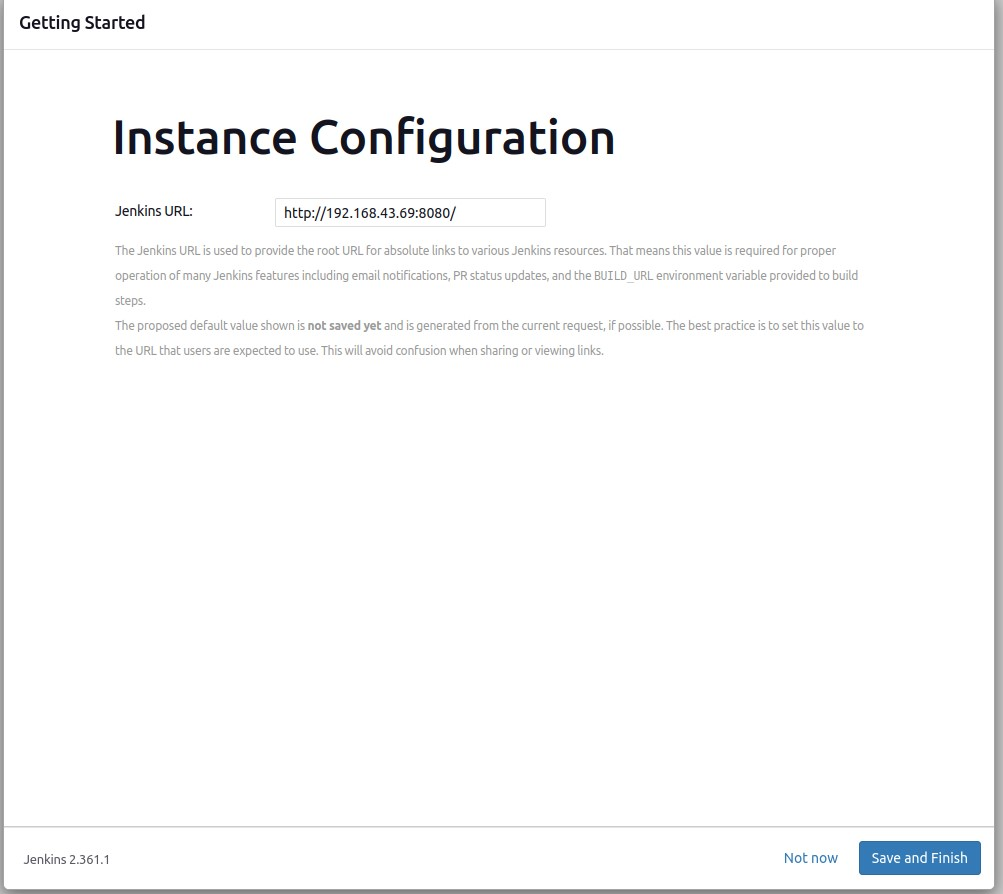 Getting Started
Instance Configuration
Jenkins URL:
http://192.168.43.69:8080/
The Jenkins URL is used to provide the root URL for absolute links to various Jenkins resources. That means this value is required for proper
operation of many Jenkins features including email notifications, PR status updates, and the BUILD_URL environment variable provided to build
steps.
The proposed default value shown is not saved yet and is generated from the current request, if possible. The best practice is to set this value to
the URL that users are expected to use. This will avoid confusion when sharing or viewing links.
Jenkins 2.361.1
Not now
Save and Finish